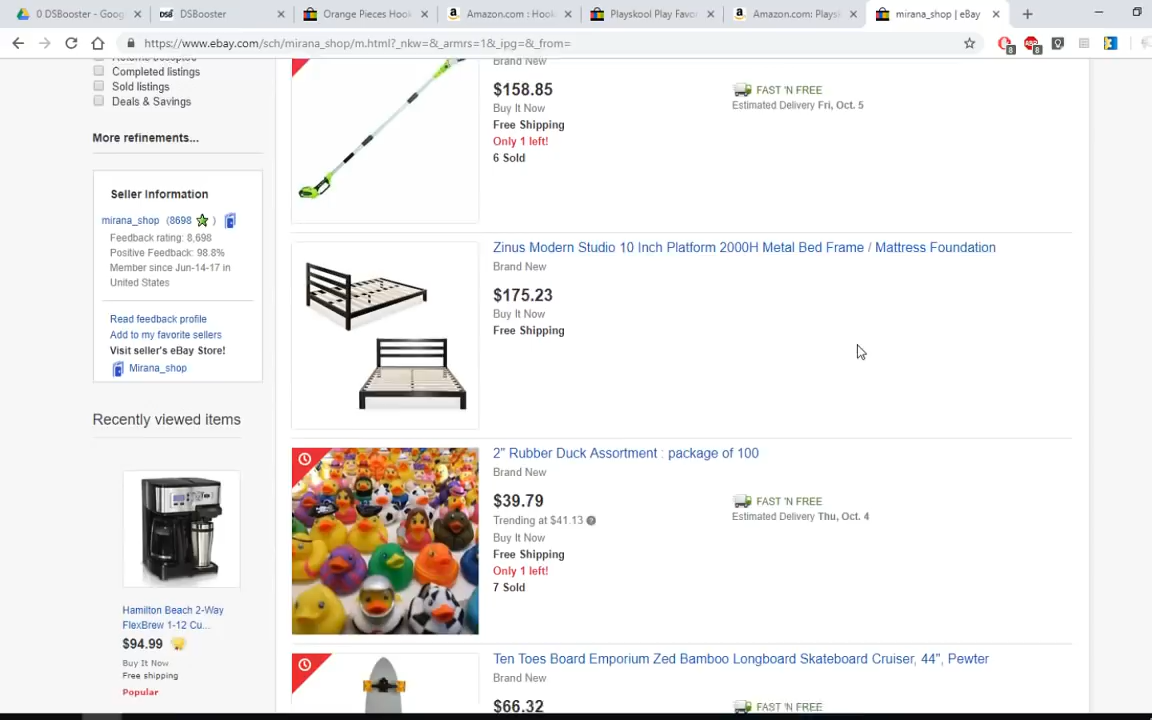 0 DSBooster - Goog
DSBooster
Orange Pieces Hook
Amazon.com : Hook
Playskool Play Favor
Amazon.com: Playsk
mirana_shop | eBay
https://www.ebay.com/sch/mirana_shop/m.html?_nkw=&_armrs=1&_ipg=&_from=
8
8
Completed listings
Sold listings
Deals & Savings
More refinements...
Seller Information
mirana_shop (8698 )
Feedback rating: 8,698
Positive Feedback: 98.8%
Member since Jun-14-17 in
United States
Read feedback profile
Add to my favorite sellers
Visit seller's eBay Store!
Mirana_shop
Recently viewed items
Hamilton Beach 2-Way
FlexBrew 1-12 Cu...
$94.99
Buy It Now
Free shipping
Popular
Brand New
$158.85
Buy It Now
Free Shipping
Only 1 left!
6 Sold
FAST 'N FREE
Estimated Delivery Fri, Oct. 5
Zinus Modern Studio 10 Inch Platform 2000H Metal Bed Frame / Mattress Foundation
Brand New
$175.23
Buy It Now
Free Shipping
2" Rubber Duck Assortment : package of 100
Brand New
$39.79
Trending at $41.13
Buy It Now
Free Shipping
Only 1 left!
7 Sold
FAST 'N FREE
Estimated Delivery Thu, Oct. 4
Ten Toes Board Emporium Zed Bamboo Longboard Skateboard Cruiser, 44", Pewter
Brand New
$66.32
FAST 'N FREE